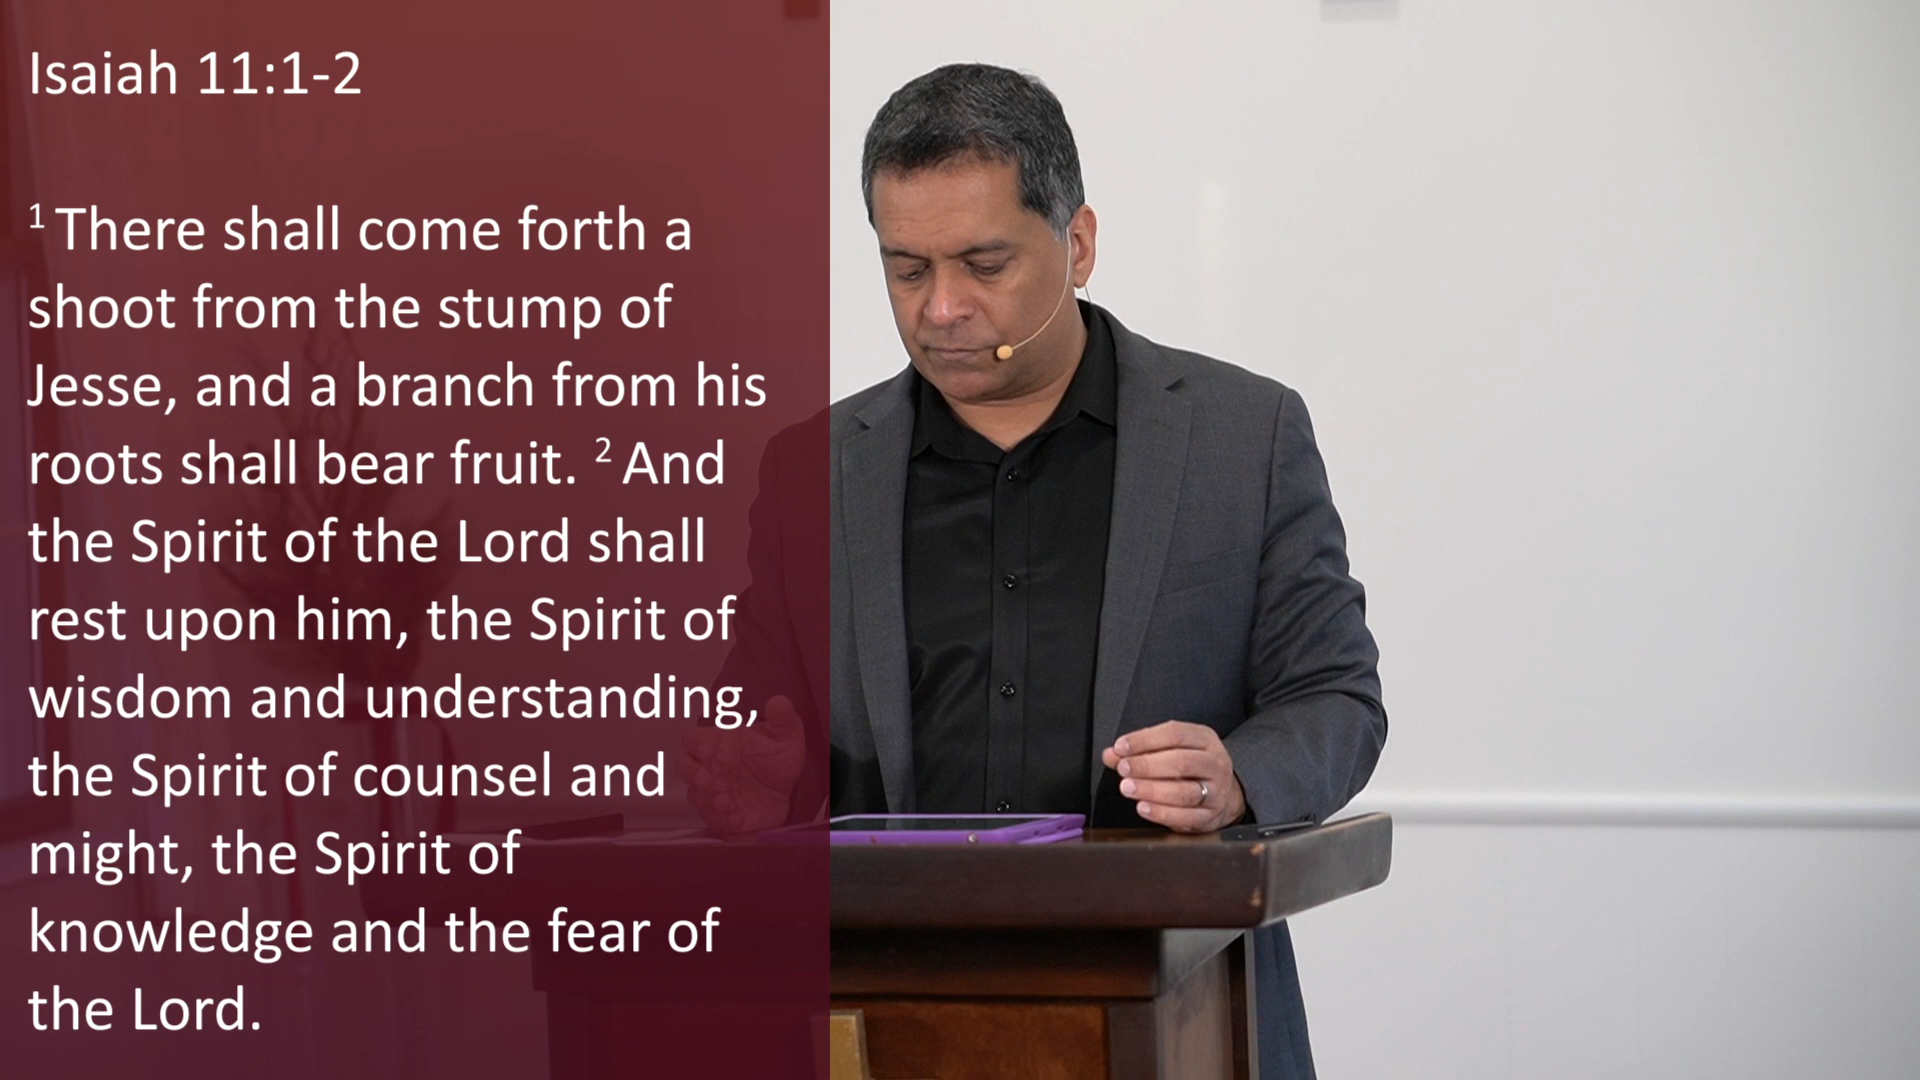 Isaiah 11:1-2
1 There shall come forth a
shoot from the stump of
Jesse, and a branch from his
roots shall bear fruit. 2 And
the Spirit of the Lord shall
rest upon him, the Spirit of
wisdom and understanding,
the Spirit of counsel and
might, the Spirit of
knowledge and the fear of
the Lord.